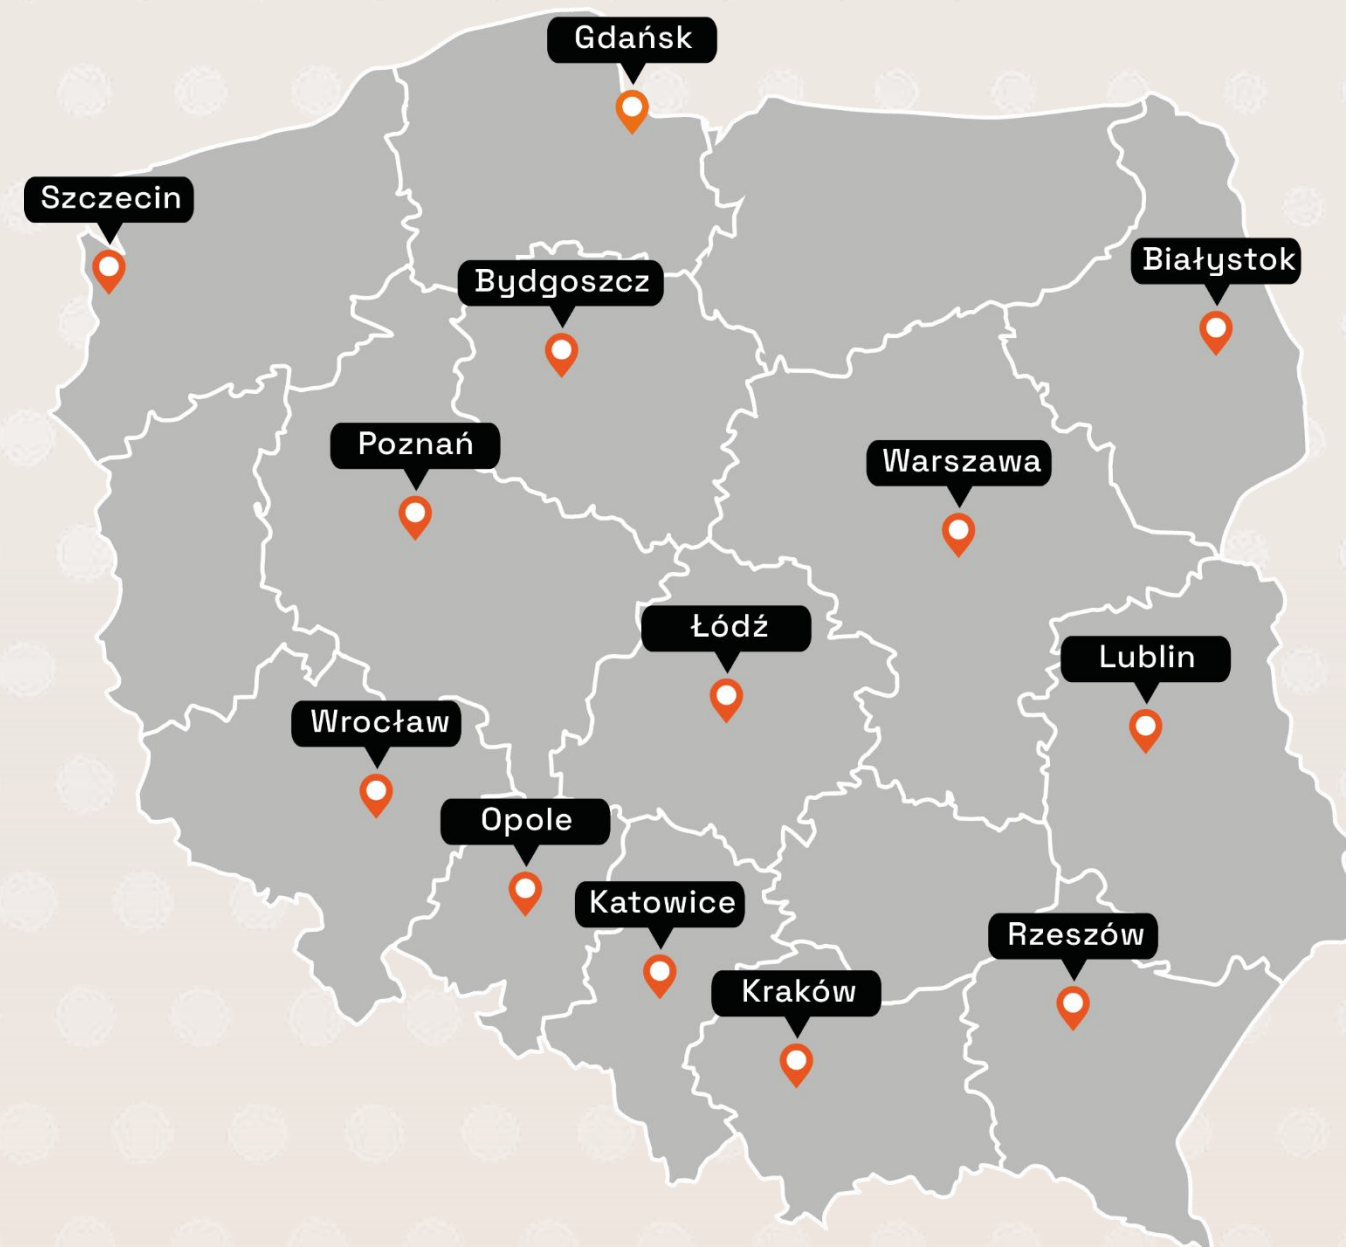 Gdańsk
Szczecin
Białystok
Bydgoszcz
Poznań
Warszawa
Łódź
Lublin
Wrocław
Opole
Katowice
Rzeszów
Kraków